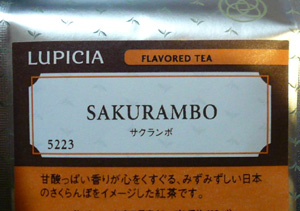 LUPICIA FLAVORED TEA
SAKURAMBO
サクランボ
5223
甘酸っぱい香りが心をくすぐる、みずみずしい日本
のさくらんぼをイメージした紅茶です。